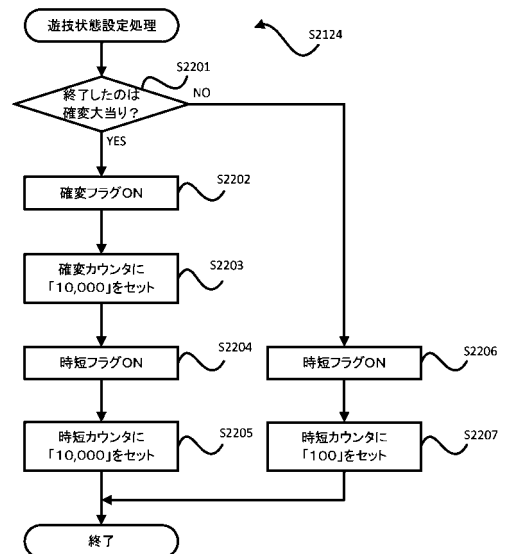 遊技状態設定処理
S2124
S2201
終了したのは
確変大当り?
NO
YES
確変フラグON
S2202
確変カウンタに
「10,000」をセット
S2203
時短フラグON
S2204
時短フラグON
S2206
時短カウンタに
「10,000」をセット
S2205
時短カウンタに
「100」をセット
S2207
終了